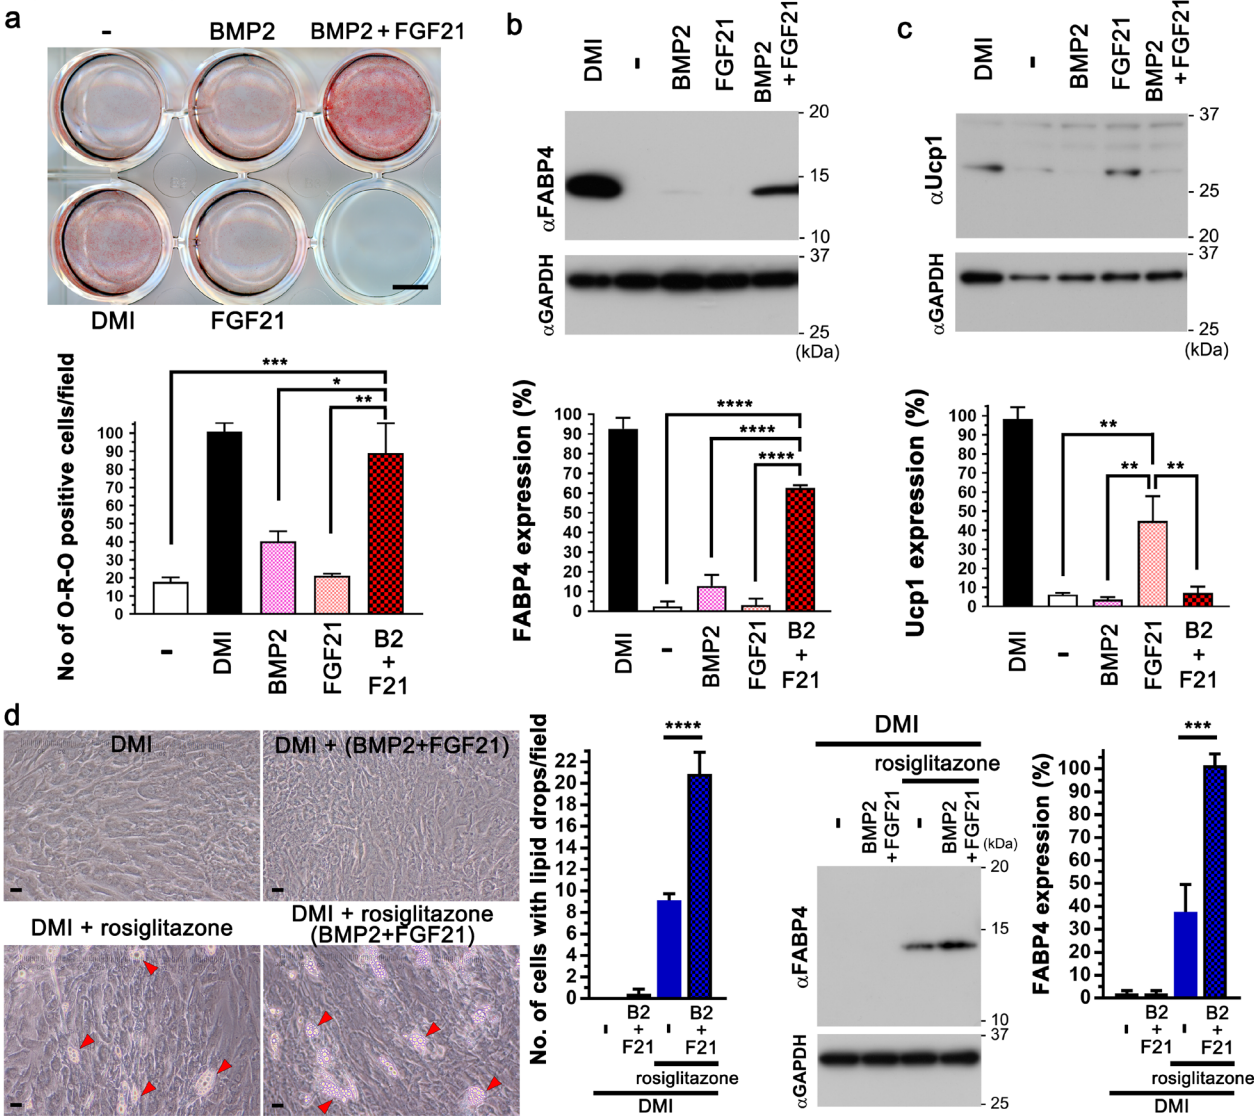 a
-
BMP2
BMP2 + FGF21
DMI
FGF21
No of O-R-O positive cells/field
***
*
**
100
90
80
70
60
50
40
30
20
10
0
-
DMI
BMP2
FGF21
B2
+
F21
b
DMI
-
BMP2
FGF21
BMP2
+ FGF21
αFABP4
- 20
- 15
- 10
αGAPDH
- 37
- 25
(kDa)
FABP4 expression (%)
****
****
****
100
90
80
70
60
50
40
30
20
10
0
DMI
-
BMP2
FGF21
B2
+
F21
c
DMI
-
BMP2
FGF21
BMP2
+ FGF21
αUcp1
- 37
- 25
- 20
αGAPDH
- 37
- 25
(kDa)
Ucp1 expression (%)
**
**
**
100
90
80
70
60
50
40
30
20
10
0
DMI
-
BMP2
FGF21
B2
+
F21
d
DMI
DMI + (BMP2+FGF21)
DMI + rosiglitazone
DMI + rosiglitazone
(BMP2+FGF21)
No. of cells with lipid drops/field
****
22
20
18
16
14
12
10
8
6
4
2
0
-
B2
+
F21
-
B2
+
F21
rosiglitazone
DMI
DMI
rosiglitazone
-
BMP2
+ FGF21
-
BMP2
+ FGF21
(kDa)
αFABP4
- 20
- 15
- 10
αGAPDH
- 37
- 25
FABP4 expression (%)
***
100
90
80
70
60
50
40
30
20
10
0
-
B2
+
F21
-
B2
+
F21
rosiglitazone
DMI